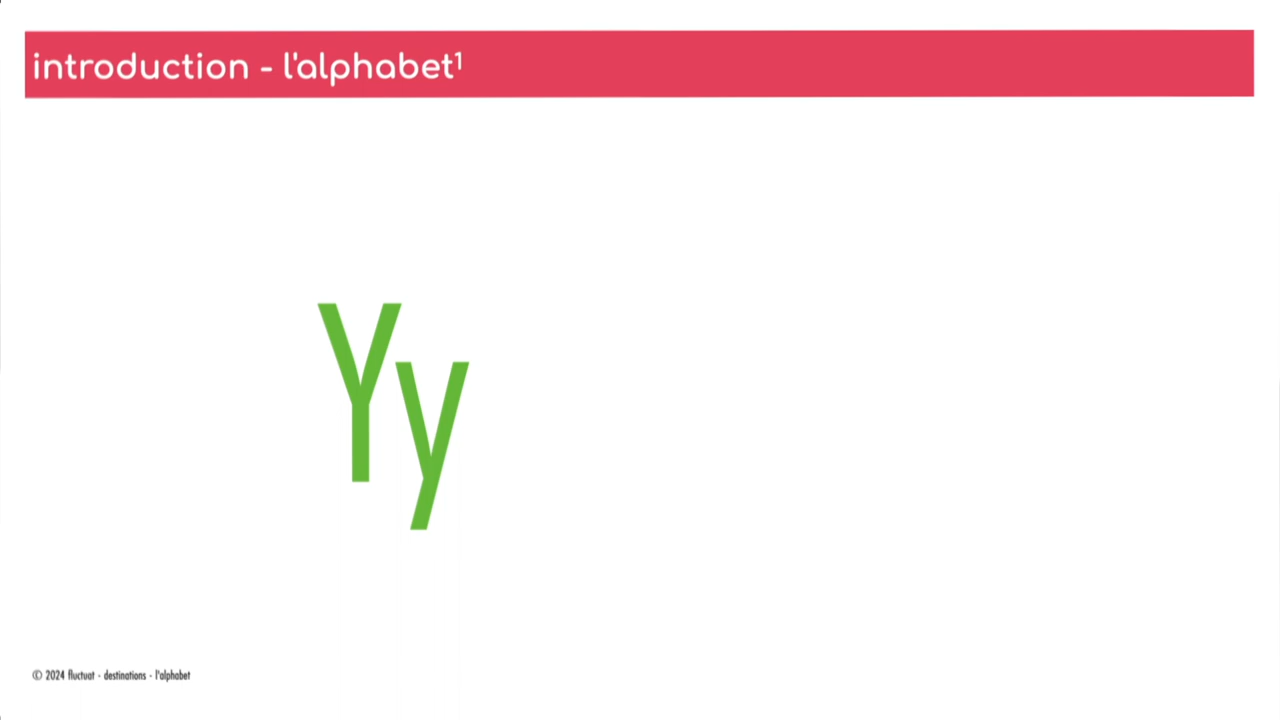 introduction - l'alphabet¹
Yy
© 2024 fluctuat - destinations - l'alphabet